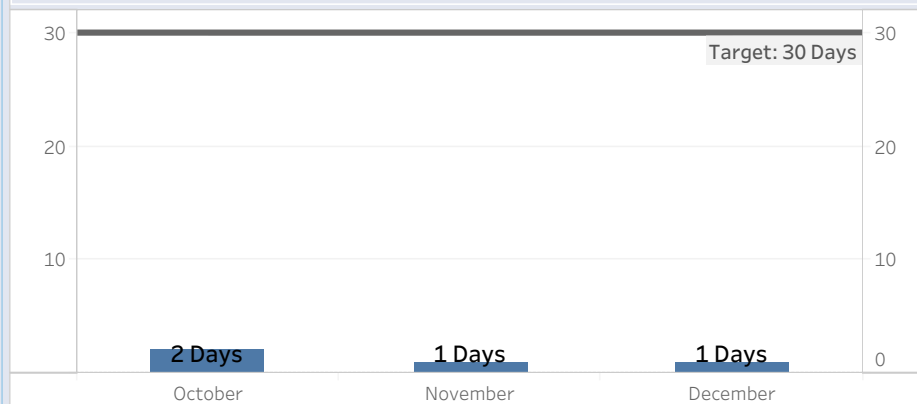 30
30
Target: 30 Days
20
20
10
10
2 Days
1 Days
1 Days
0
October
November
December